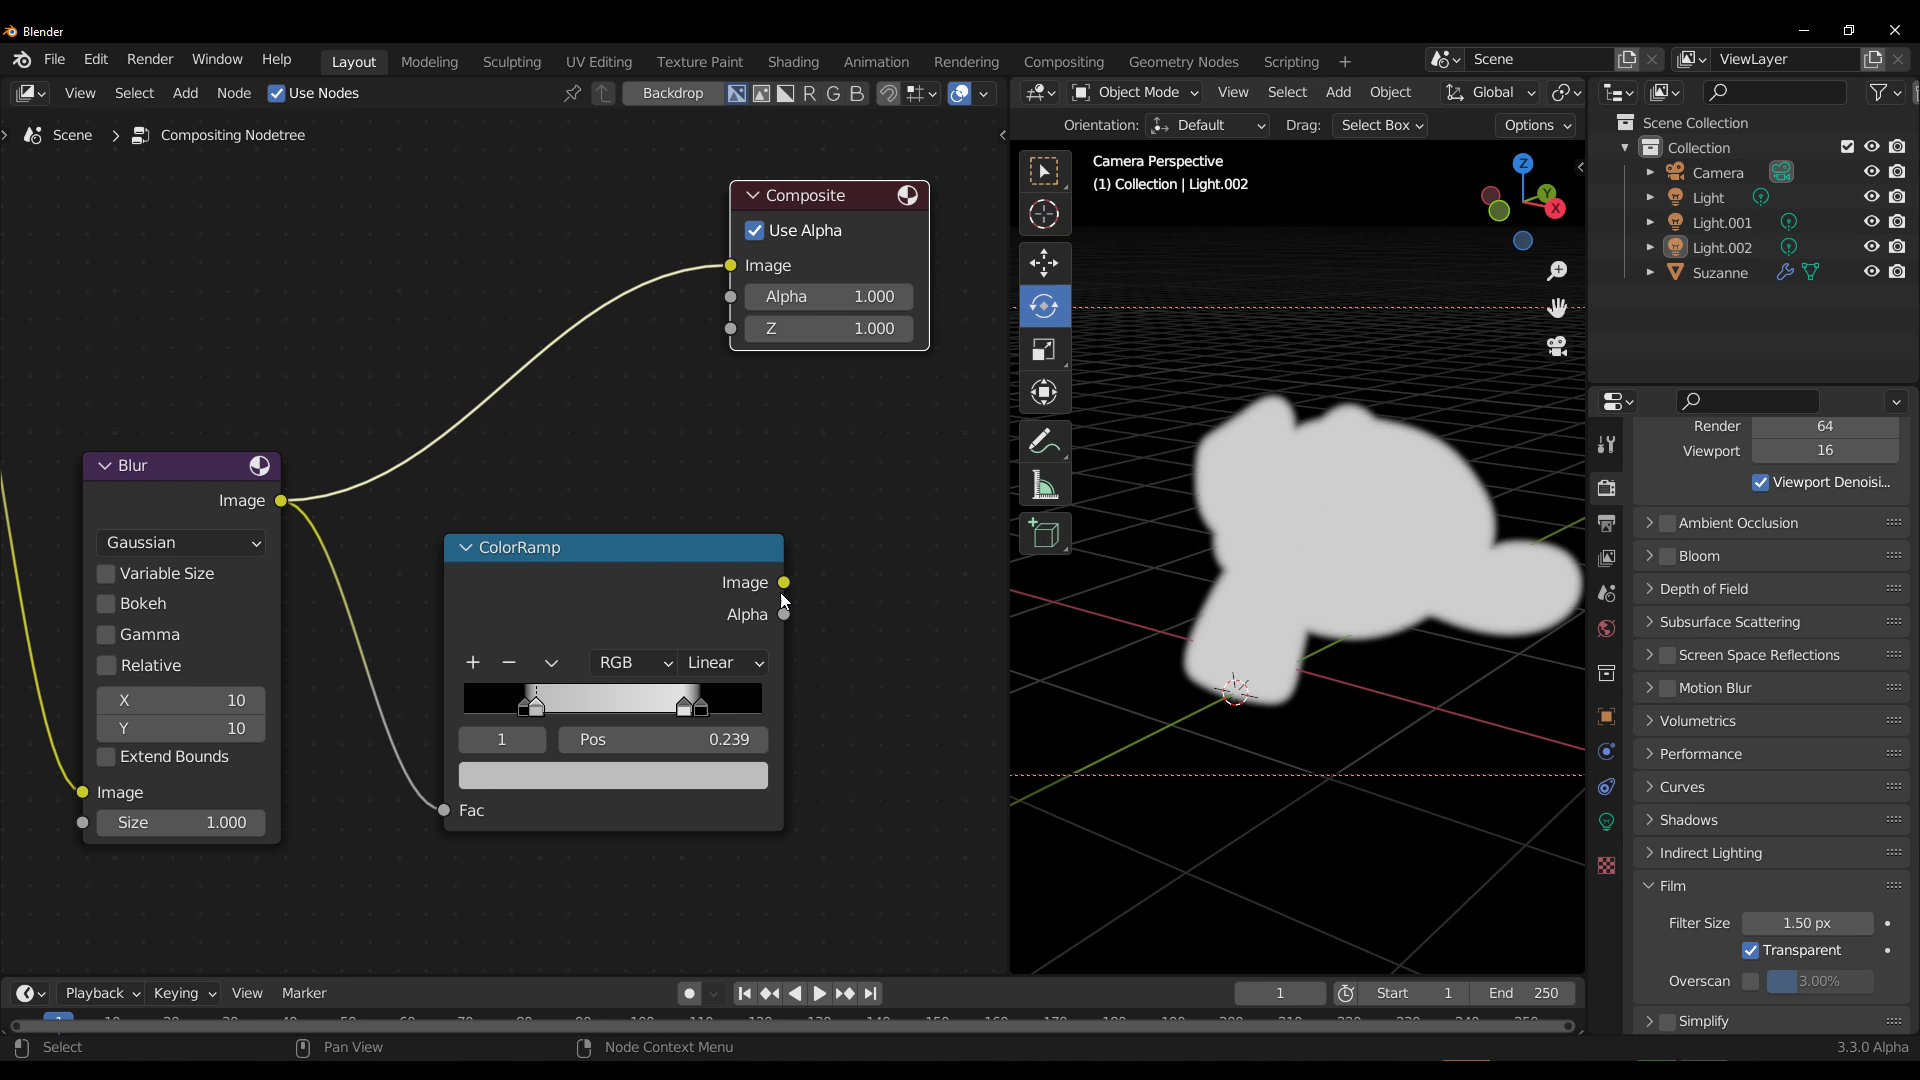 Blender
File Edit Render Window Help Layout Modeling Sculpting UV Editing Texture Paint Shading Animation Rendering Compositing Geometry Nodes Scripting + Scene ViewLayer
View Select Add Node Use Nodes Backdrop R G B Object Mode View Select Add Object Global
Scene > Compositing Nodetree
Orientation: Default Drag: Select Box Options
Camera Perspective
(1) Collection | Light.002
Z
Y
X
Composite
Use Alpha
Image
Alpha 1.000
Z 1.000
Blur
Image
Gaussian
Variable Size
Bokeh
Gamma
Relative
X 10
Y 10
Extend Bounds
Image
Size 1.000
ColorRamp
Image
Alpha
RGB Linear
1 Pos 0.239
Fac
Scene Collection
Collection
Camera
Light
Light.001
Light.002
Suzanne
Render 64
Viewport 16
Viewport Denoisi...
Ambient Occlusion
Bloom
Depth of Field
Subsurface Scattering
Screen Space Reflections
Motion Blur
Volumetrics
Performance
Curves
Shadows
Indirect Lighting
Film
Filter Size 1.50 px
Transparent
Overscan 3.00%
Simplify
Playback Keying View Marker 1 Start 1 End 250
Select Pan View Node Context Menu 3.3.0 Alpha